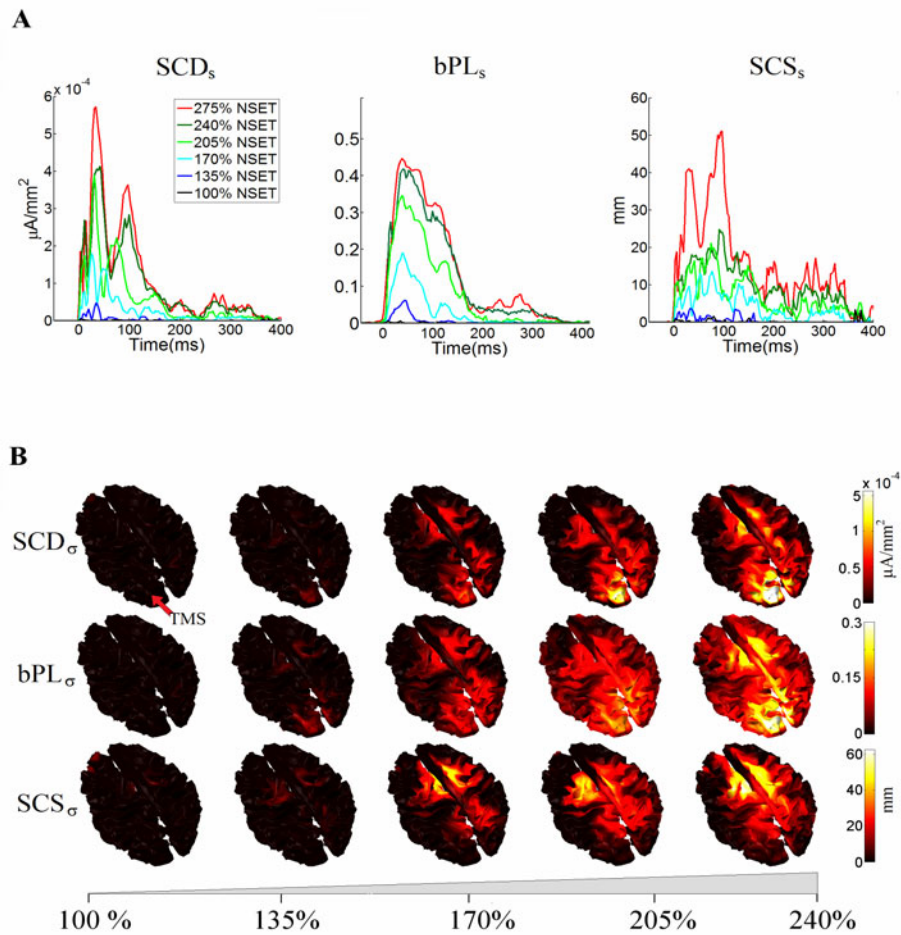 A
SCDs
bPLs
SCSs
x 10⁻⁴
6
5
4
3
2
1
0
μA/mm²
275% NSET
240% NSET
205% NSET
170% NSET
135% NSET
100% NSET
0 100 200 300 400
Time(ms)
0.5
0.4
0.3
0.2
0.1
0
0 100 200 300 400
Time(ms)
60
50
40
30
20
10
0
mm
0 100 200 300 400
Time(ms)
B
SCDσ
TMS
x 10⁻⁴
5
1
0.5
0
μA/mm²
bPLσ
0.3
0.15
0
SCSσ
60
40
20
0
mm
100% 135% 170% 205% 240%